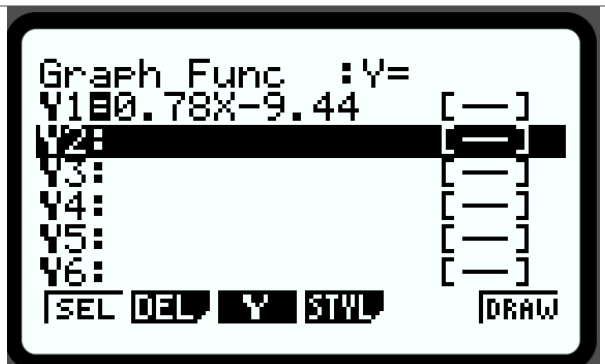 Graph Func :Y=
Y1=0.78X-9.44 [—]
Y2: [—]
Y3: [—]
Y4: [—]
Y5: [—]
Y6: [—]
SEL DEL Y STYL DRAW